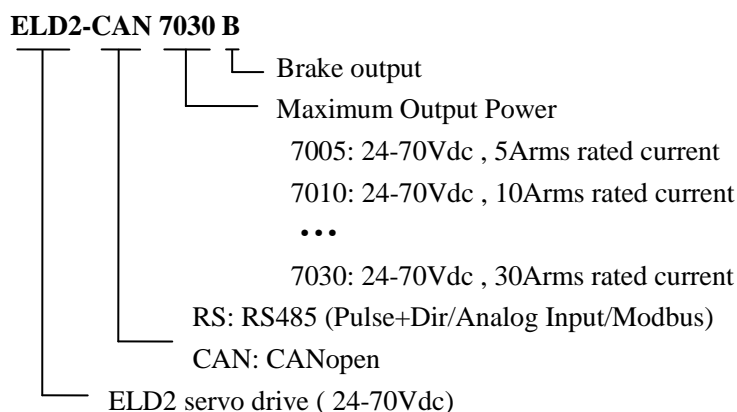 ELD2-CAN 7030 B
Brake output
Maximum Output Power
7005: 24-70Vdc , 5Arms rated current
7010: 24-70Vdc , 10Arms rated current
...
7030: 24-70Vdc , 30Arms rated current
RS: RS485 (Pulse+Dir/Analog Input/Modbus)
CAN: CANopen
ELD2 servo drive ( 24-70Vdc)